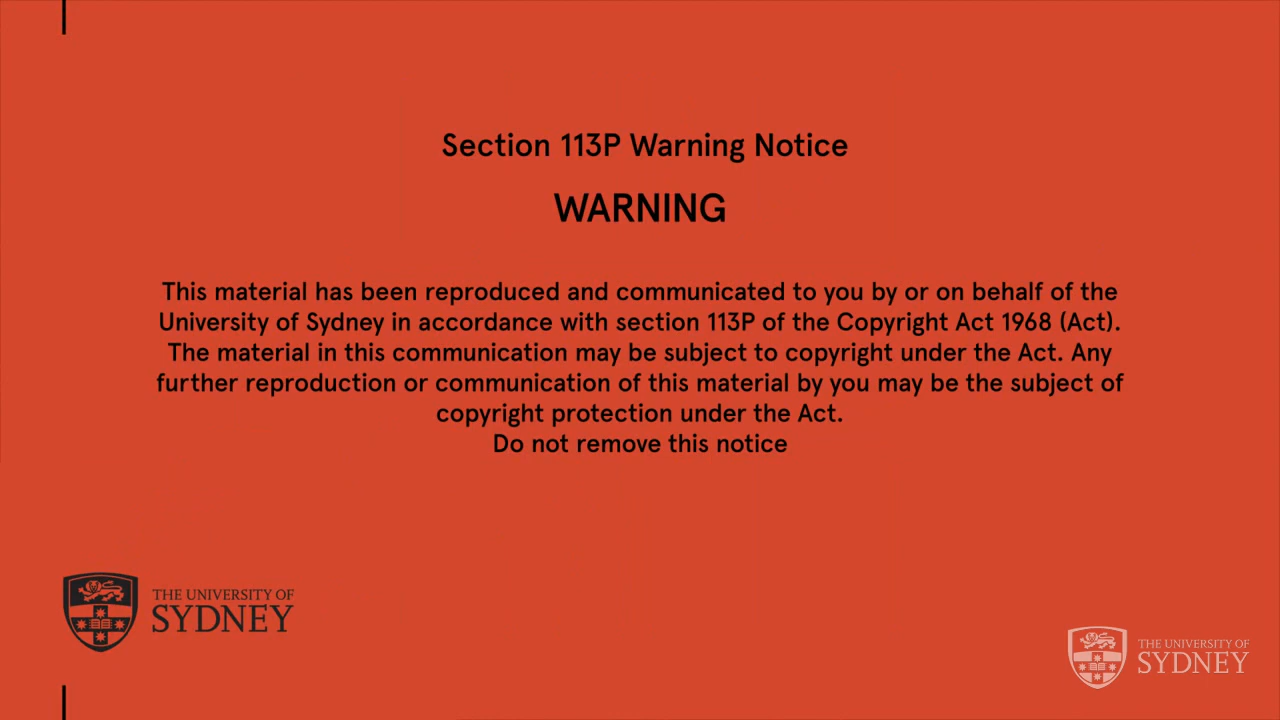 Section 113P Warning Notice
WARNING
This material has been reproduced and communicated to you by or on behalf of the
University of Sydney in accordance with section 113P of the Copyright Act 1968 (Act).
The material in this communication may be subject to copyright under the Act. Any
further reproduction or communication of this material by you may be the subject of
copyright protection under the Act.
Do not remove this notice
THE UNIVERSITY OF
SYDNEY
THE UNIVERSITY OF
SYDNEY